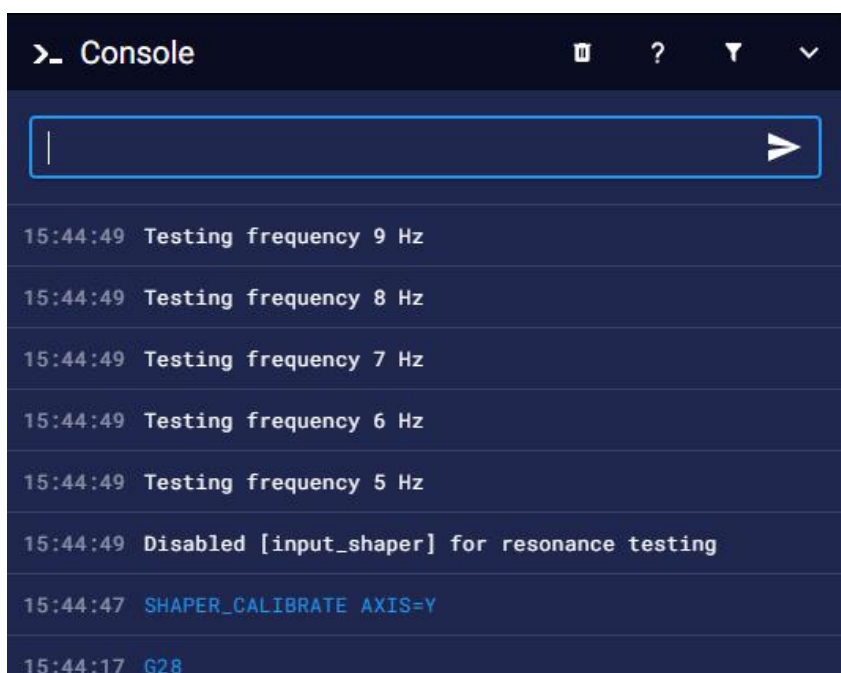 Console
?
15:44:49 Testing frequency 9 Hz
15:44:49 Testing frequency 8 Hz
15:44:49 Testing frequency 7 Hz
15:44:49 Testing frequency 6 Hz
15:44:49 Testing frequency 5 Hz
15:44:49 Disabled [input_shaper] for resonance testing
15:44:47 SHAPER_CALIBRATE AXIS=Y
15:44:17 G28